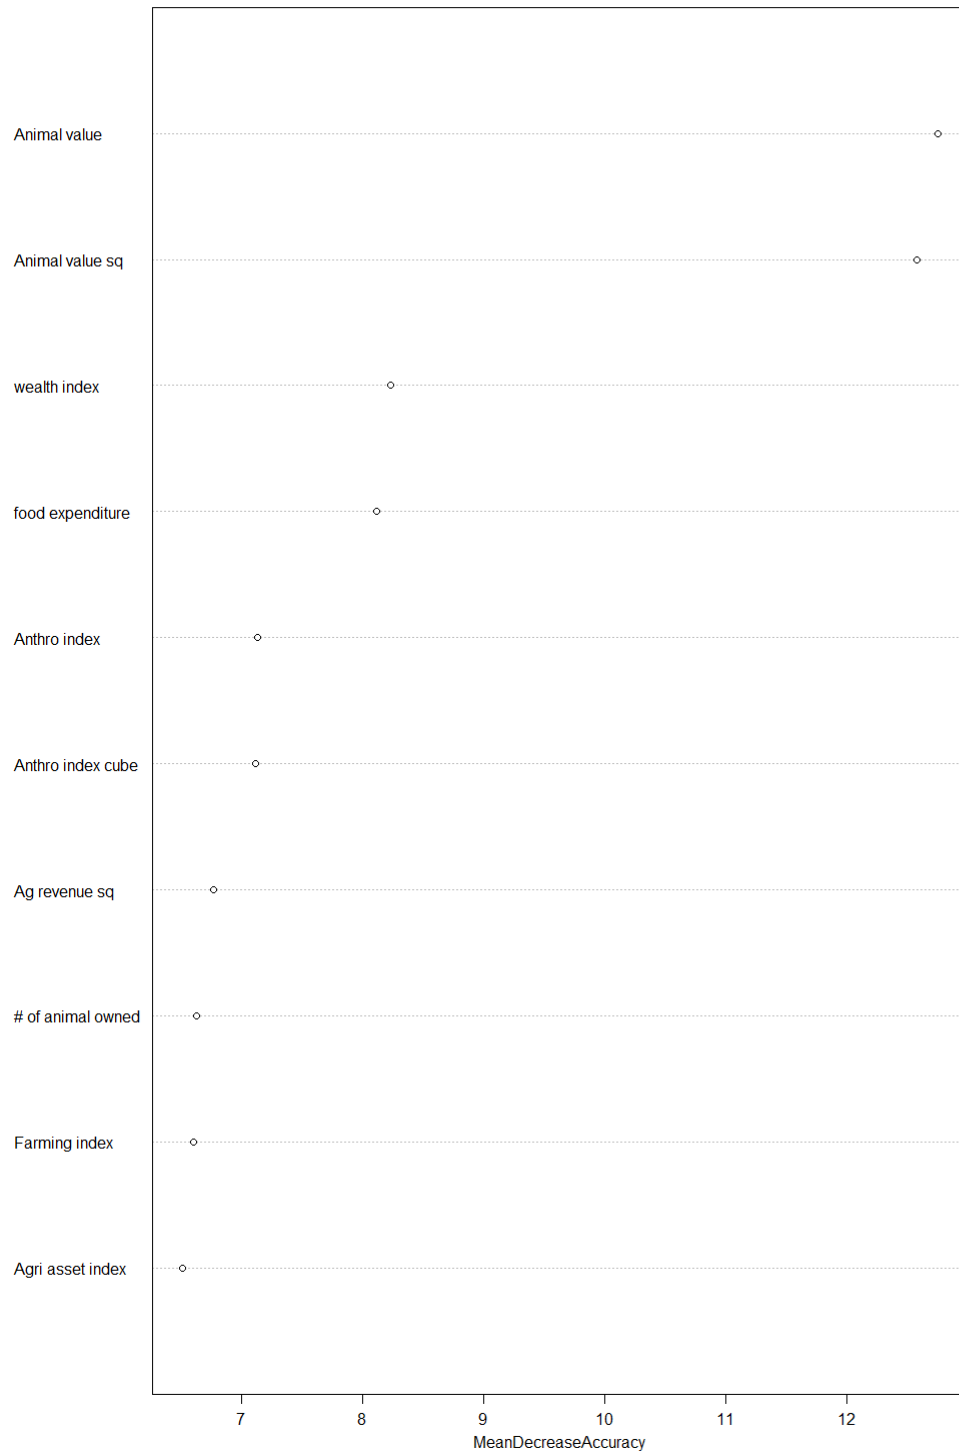 Animal value
Animal value sq
wealth index
food expenditure
Anthro index
Anthro index cube
Ag revenue sq
# of animal owned
Farming index
Agri asset index
7 8 9 10 11 12
MeanDecreaseAccuracy